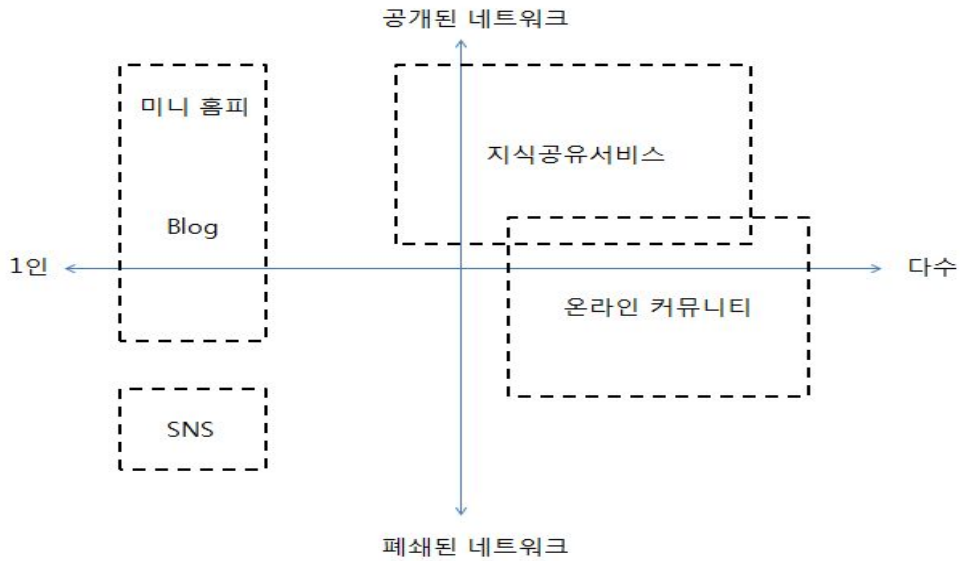 공개된 네트워크
미니 홈피
지식공유서비스
Blog
1인
다수
온라인 커뮤니티
SNS
폐쇄된 네트워크